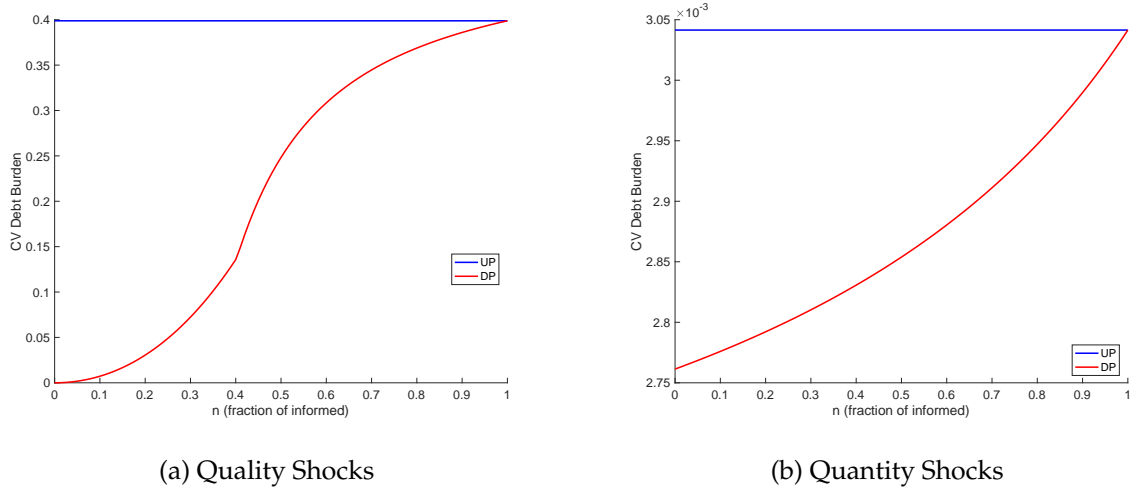 0.4
0.35
0.3
0.25
0.2
0.15
0.1
0.05
0
CV Debt Burden
0 0.1 0.2 0.3 0.4 0.5 0.6 0.7 0.8 0.9 1
n (fraction of informed)
UP
DP
(a) Quality Shocks
×10⁻³
3.05
3
2.95
2.9
2.85
2.8
2.75
CV Debt Burden
0 0.1 0.2 0.3 0.4 0.5 0.6 0.7 0.8 0.9 1
n (fraction of informed)
UP
DP
(b) Quantity Shocks